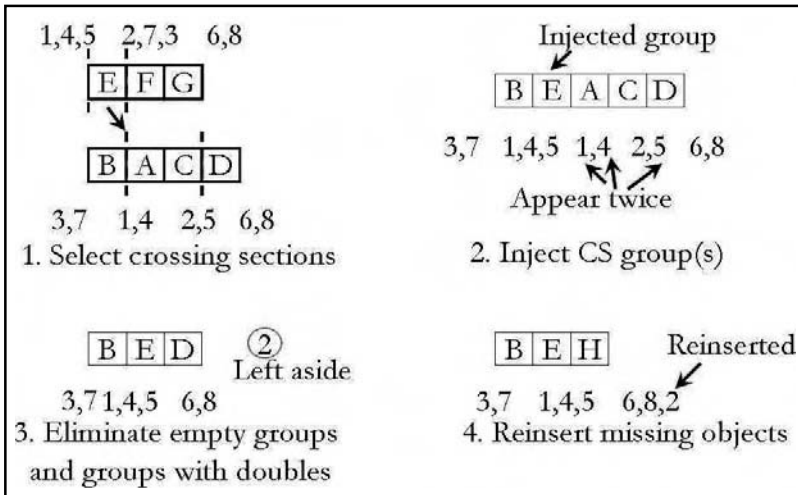 1,4,5 2,7,3 6,8
E F G
B A C D
3,7 1,4 2,5 6,8
1. Select crossing sections
Injected group
B E A C D
3,7 1,4,5 1,4 2,5 6,8
Appear twice
2. Inject CS group(s)
B E D 2
Left aside
3,7 1,4,5 6,8
3. Eliminate empty groups
and groups with doubles
B E H Reinserted
3,7 1,4,5 6,8,2
4. Reinsert missing objects